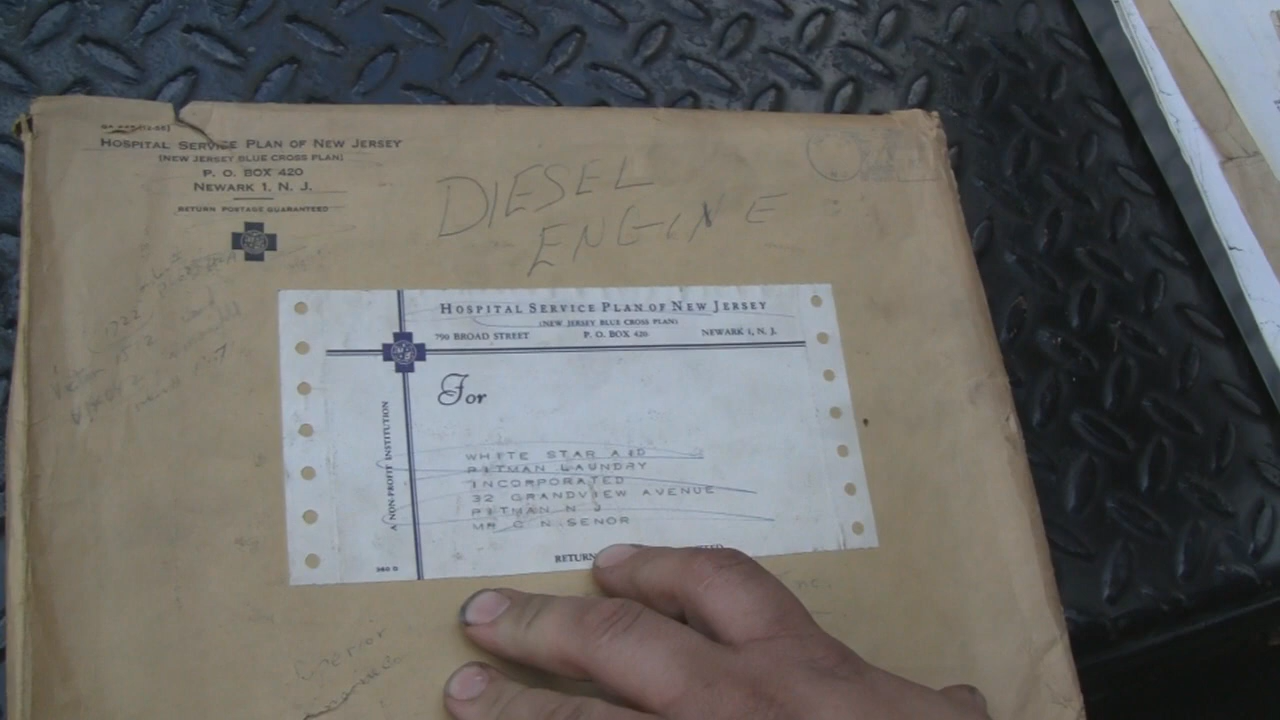 HOSPITAL SERVICE PLAN OF NEW JERSEY
(NEW JERSEY BLUE CROSS PLAN)
P. O. BOX 420
NEWARK 1, N. J.
RETURN POSTAGE GUARANTEED
DIESEL
ENGINE
HOSPITAL SERVICE PLAN OF NEW JERSEY
(NEW JERSEY BLUE CROSS PLAN)
790 BROAD STREET P. O. BOX 420 NEWARK 1, N. J.
A NON-PROFIT INSTITUTION
For
WHITE STAR AND
PITMAN LAUNDRY
INCORPORATED
32 GRANDVIEW AVENUE
PITMAN N J
MR C N SENOR
RETURN
360 D